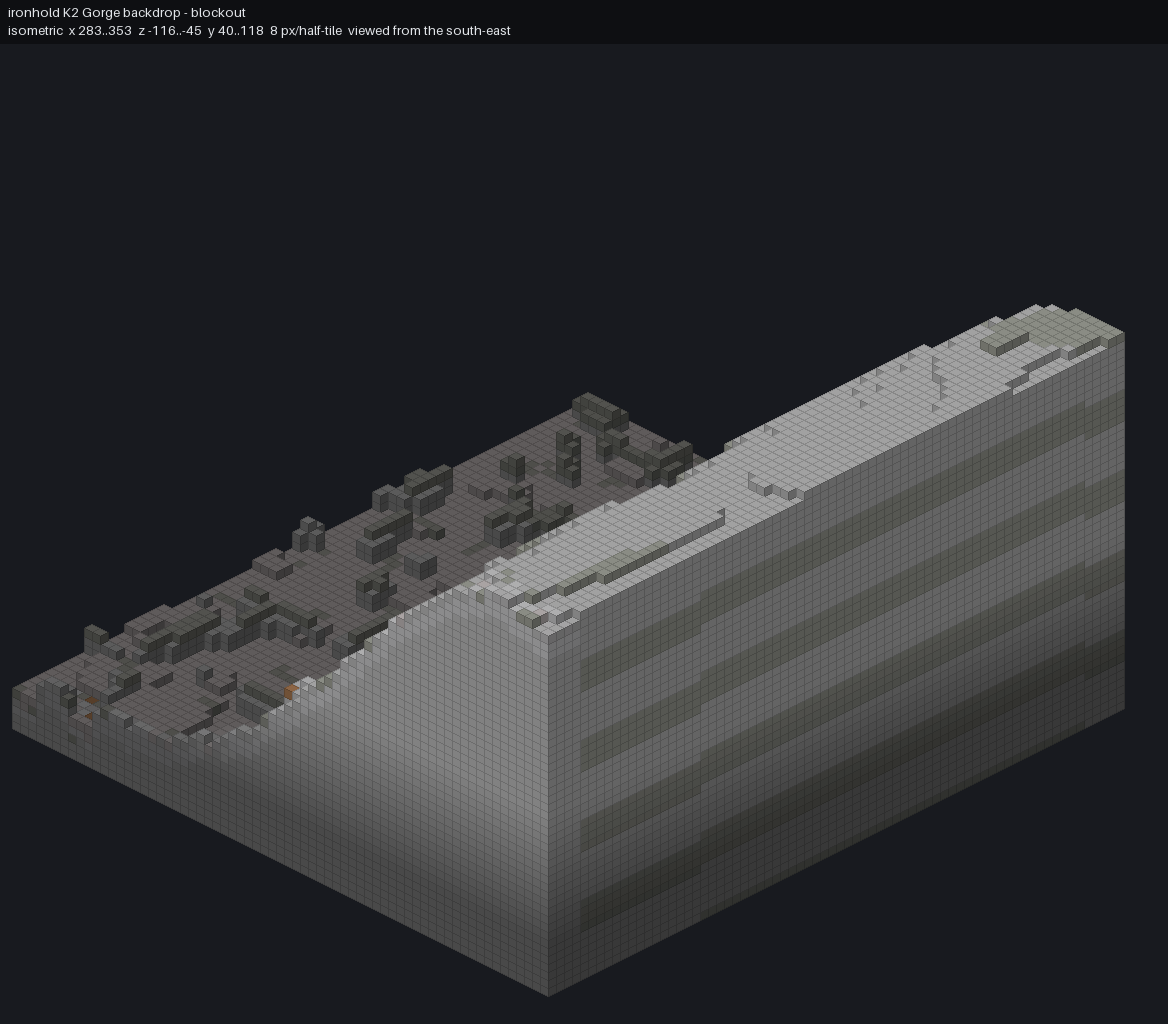 ironhold K2 Gorge backdrop - blockout
isometric  x 283..353  z -116..-45  y 40..118  8 px/half-tile  viewed from the south-east